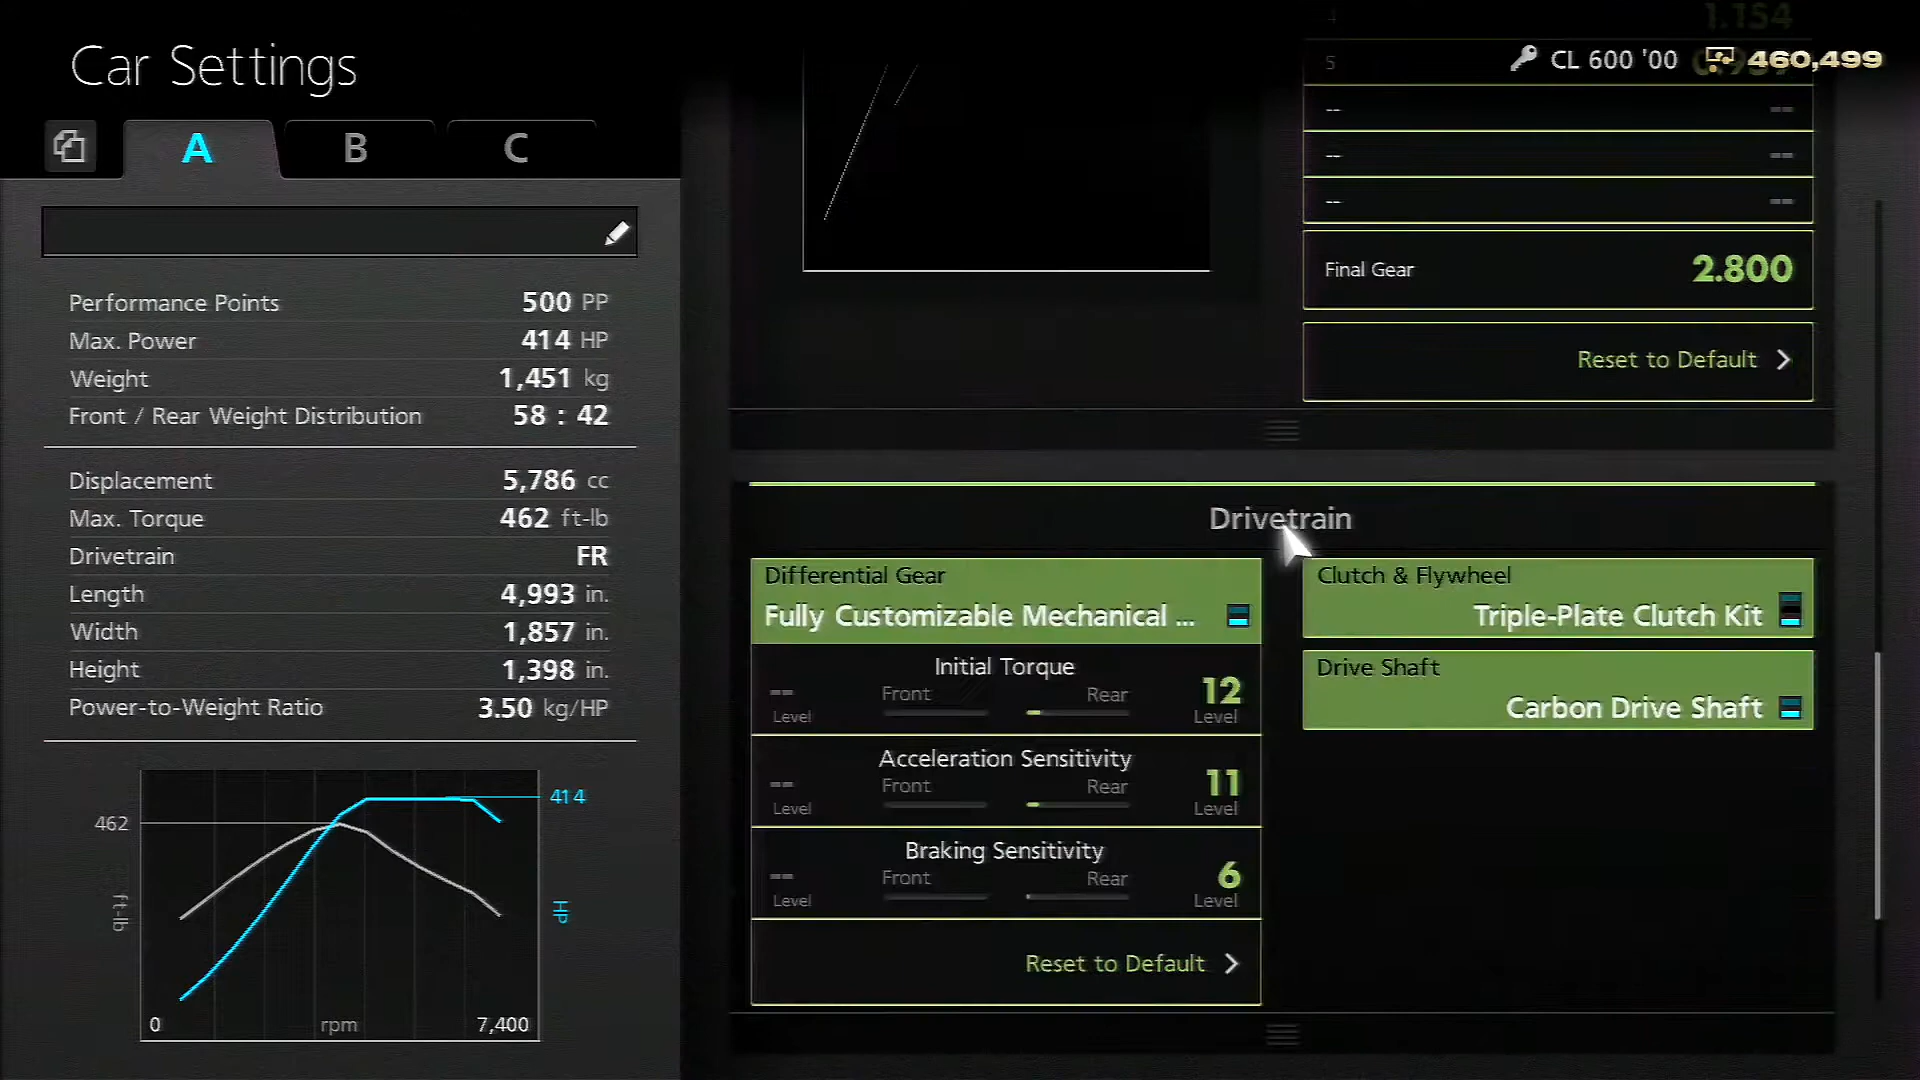 Car Settings
CL 600 '00 460,499
A B C
Performance Points 500 PP
Max. Power 414 HP
Weight 1,451 kg
Front / Rear Weight Distribution 58 : 42
Displacement 5,786 cc
Max. Torque 462 ft-lb
Drivetrain FR
Length 4,993 in.
Width 1,857 in.
Height 1,398 in.
Power-to-Weight Ratio 3.50 kg/HP
414
462
ft-lb
HP
0 rpm 7,400
4 1.154
5
-- --
-- --
-- --
Final Gear 2.800
Reset to Default
Drivetrain
Differential Gear
Fully Customizable Mechanical ...
Initial Torque
-- Front Rear 12
Level Level
Acceleration Sensitivity
-- Front Rear 11
Level Level
Braking Sensitivity
-- Front Rear 6
Level Level
Reset to Default
Clutch & Flywheel
Triple-Plate Clutch Kit
Drive Shaft
Carbon Drive Shaft